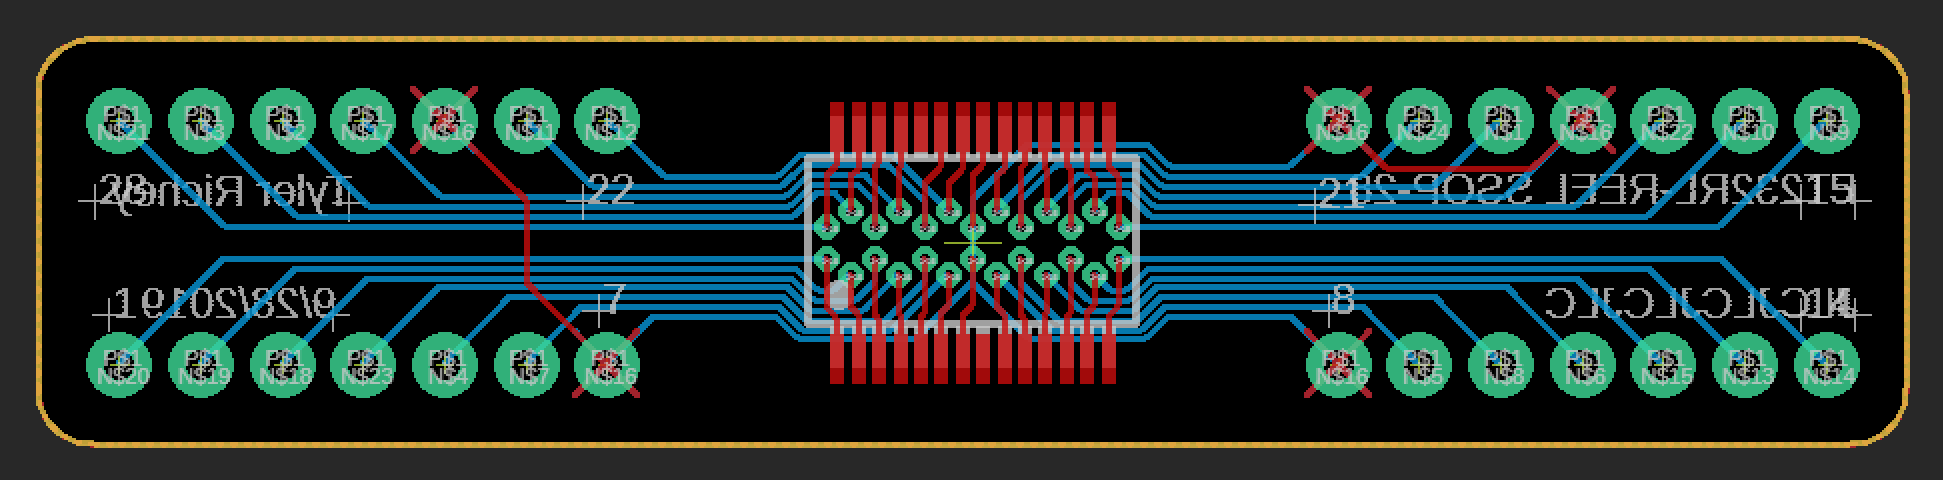 P$1 P$1 P$1 P$1 P$1 P$1 P$1 P$1 P$1 P$1 P$1 P$1 P$1 P$1
N$21 N$3 N$2 N$17 N$16 N$11 N$12 N$16 N$24 N$1 N$16 N$22 N$10 N$9
28 Tyler Richey 22 21 FT232RL-REEL SSOP-28 15
9/28/20191 7 8 JLCJLCJLCJLC 14
P$1 P$1 P$1 P$1 P$1 P$1 P$1 P$1 P$1 P$1 P$1 P$1 P$1 P$1
N$20 N$19 N$18 N$23 N$4 N$7 N$16 N$16 N$5 N$8 N$6 N$15 N$13 N$14